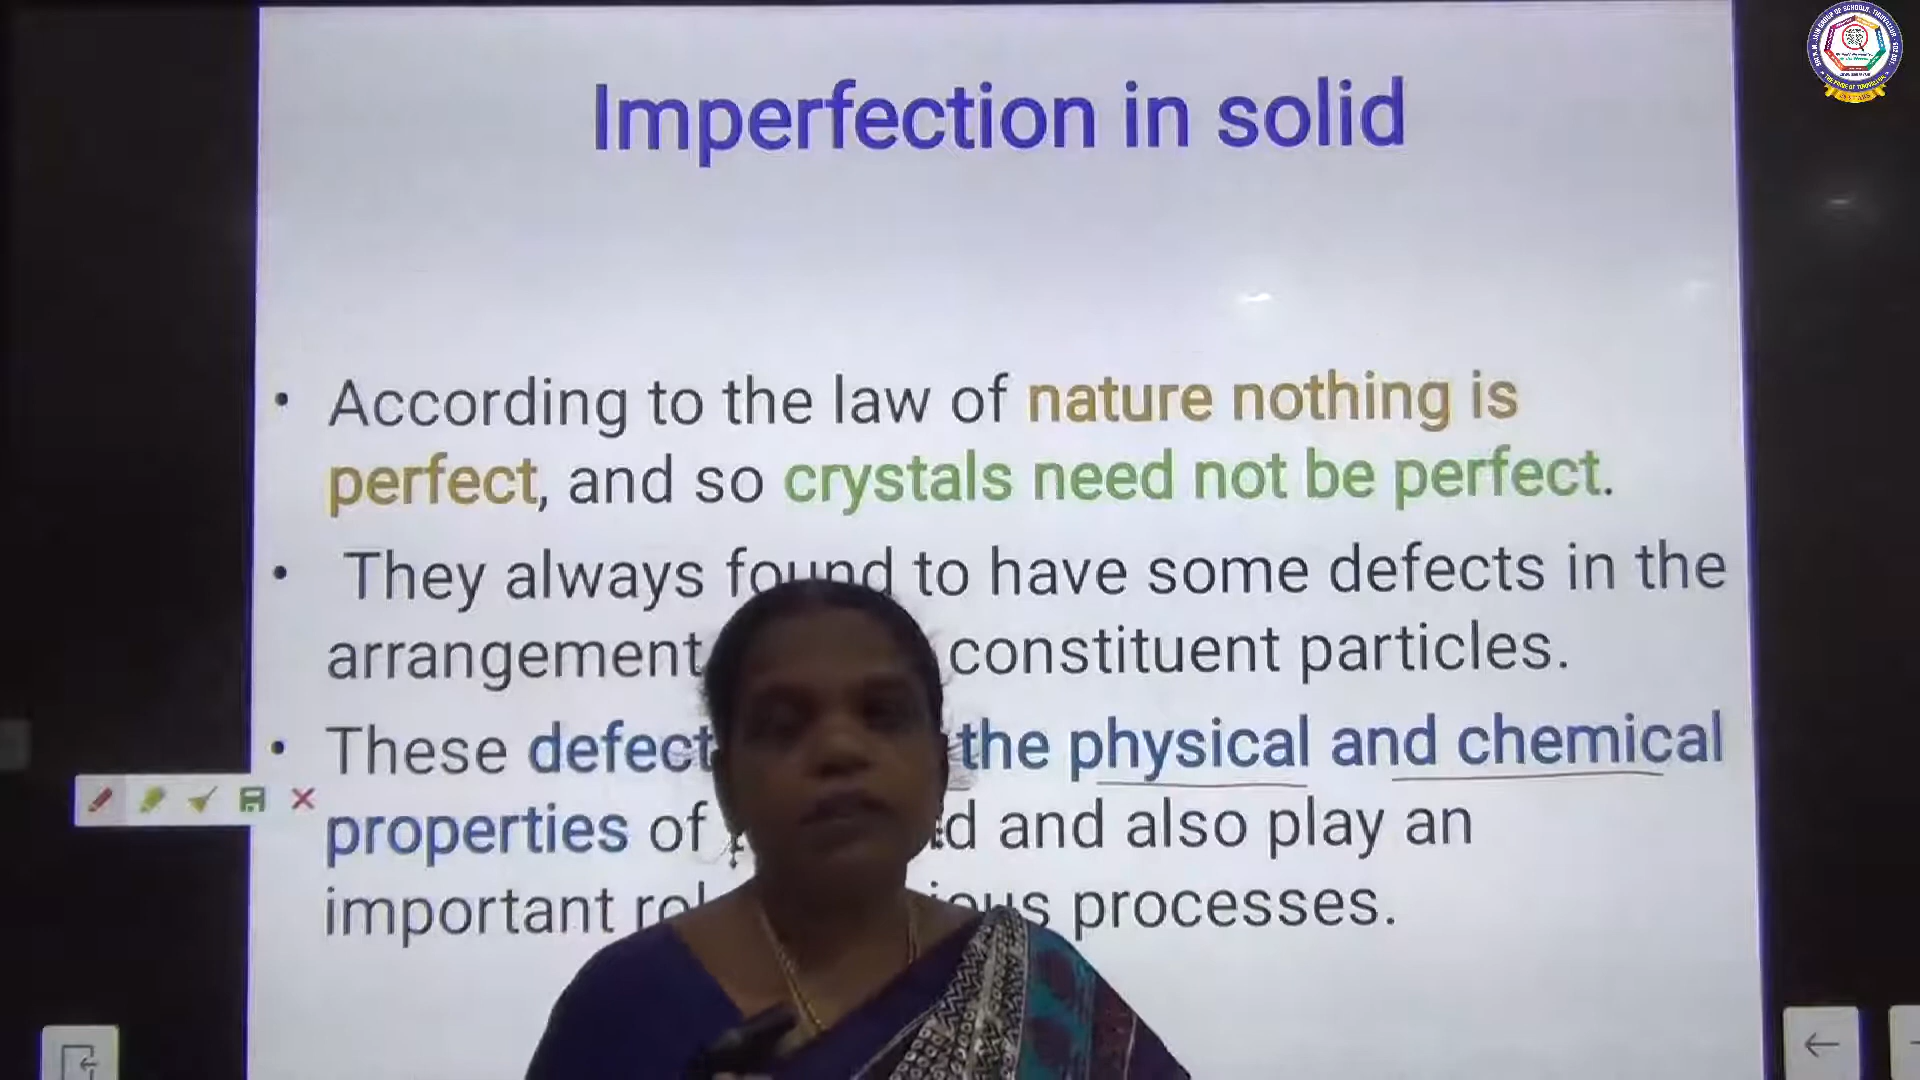 Imperfection in solid
• According to the law of nature nothing is
perfect, and so crystals need not be perfect.
• They always found to have some defects in the
arrangement constituent particles.
• These defect the physical and chemical
properties of and also play an
important processes.